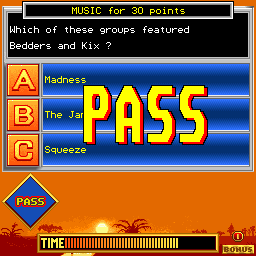 MUSIC for 30 points
Which of these groups featured
Bedders and Kix ?
A Madness
B The
C Squeeze
PASS
PASS
TIME
1
BONUS